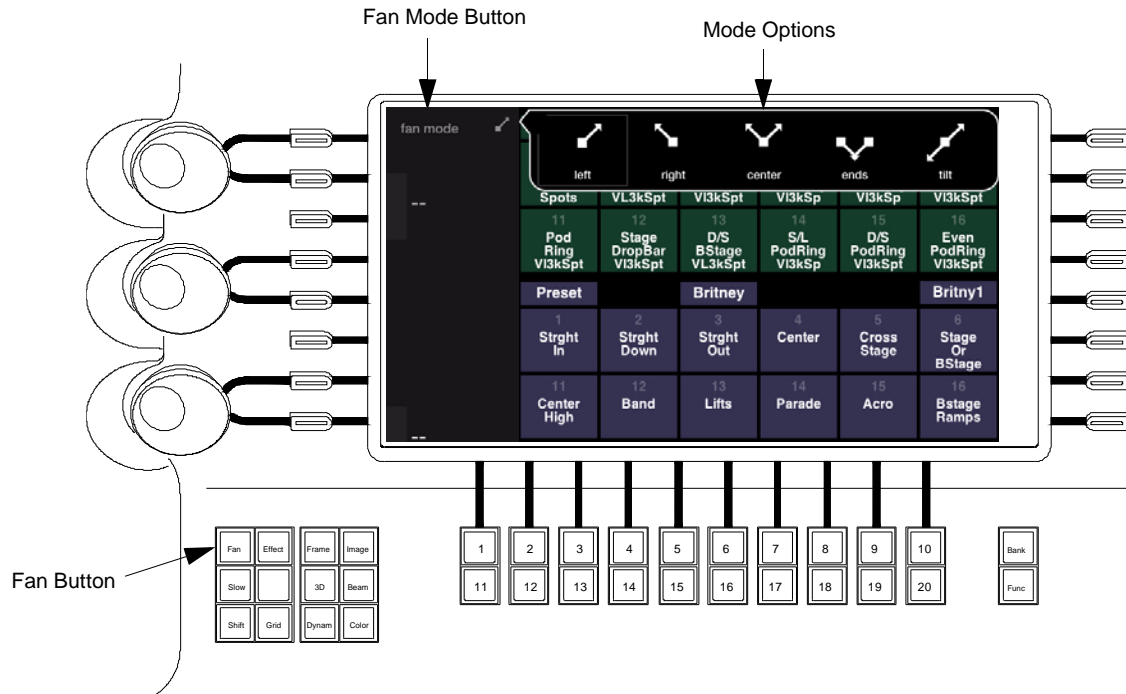 Fan Mode Button
Mode Options
fan mode
left right center ends tilt
--
Spots VL3kSpt Vl3kSpt Vl3kSp Vl3kSp Vl3kSpt
11 12 13 14 15 16
Pod Stage D/S S/L D/S Even
Ring DropBar BStage PodRing PodRing PodRing
Vl3kSpt Vl3kSpt VL3kSpt Vl3kSp Vl3kSpt Vl3kSpt
Preset Britney Britny1
1 2 3 4 5 6
Strght Strght Strght Center Cross Stage
In Down Out Stage Or
BStage
11 12 13 14 15 16
Center Band Lifts Parade Acro Bstage
High Ramps
--
Fan Button
Fan Effect Frame Image
Slow 3D Beam
Shift Grid Dynam Color
1 2 3 4 5 6 7 8 9 10
11 12 13 14 15 16 17 18 19 20
Bank
Func